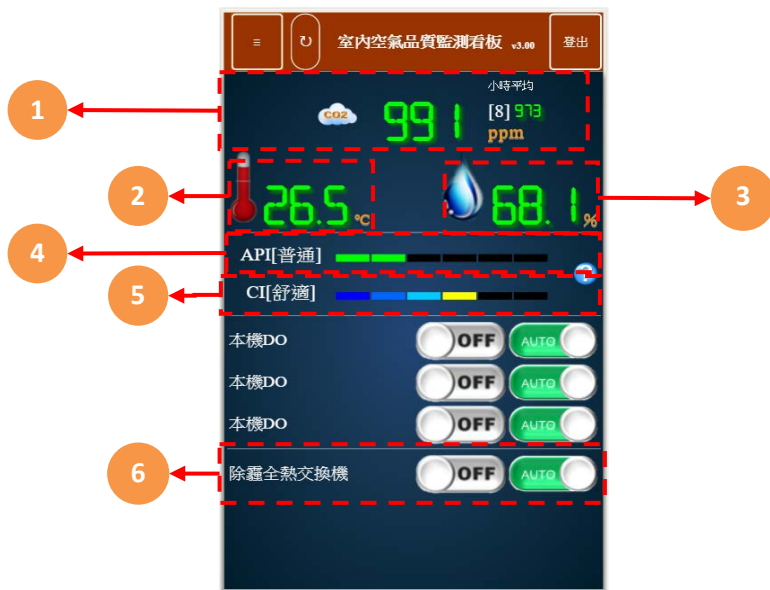 ≡ ↻ 室內空氣品質監測看板 v3.00 登出
小時平均
1 CO2 991 [8] 973
ppm
2 26.5 ℃ 68.1 % 3
4 API[普通]
?
5 CI[舒適]
本機DO OFF AUTO
本機DO OFF AUTO
本機DO OFF AUTO
6 除霾全熱交換機 OFF AUTO